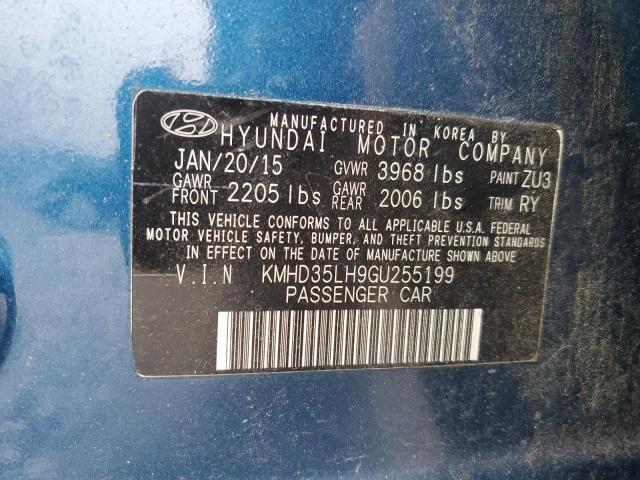 MANUFACTURED IN KOREA BY
HYUNDAI MOTOR COMPANY
JAN/20/15 GVWR 3968 lbs PAINT ZU3
GAWR FRONT 2205 lbs GAWR REAR 2006 lbs TRIM RY
THIS VEHICLE CONFORMS TO ALL APPLICABLE U.S.A. FEDERAL
MOTOR VEHICLE SAFETY, BUMPER, AND THEFT PREVENTION STANDARDS
IN EFFECT ON THE DATE OF MANUFACTURE SHOWN ABOVE
V.I.N KMHD35LH9GU255199
PASSENGER CAR